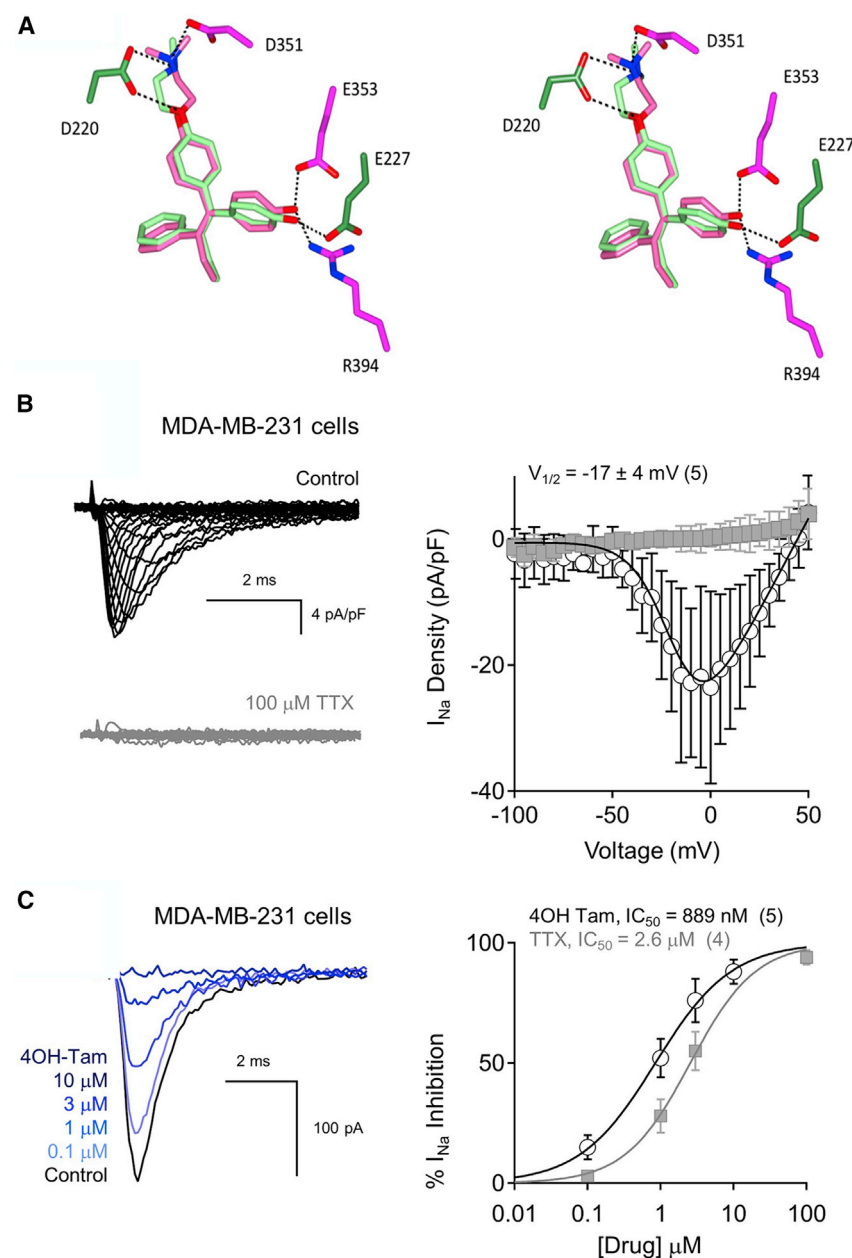 A
D351
D220
E353
E227
R394
D351
D220
E353
E227
R394
B
MDA-MB-231 cells
Control
2 ms
4 pA/pF
100 μM TTX
V1/2 = -17 ± 4 mV (5)
0
-20
-40
I Na Density (pA/pF)
-100
-50
0
50
Voltage (mV)
C
MDA-MB-231 cells
4OH-Tam
10 μM
3 μM
1 μM
0.1 μM
Control
2 ms
100 pA
4OH Tam, IC50 = 889 nM (5)
TTX, IC50 = 2.6 μM (4)
100
50
0
% I Na Inhibition
0.01
0.1
1
10
100
[Drug] μM